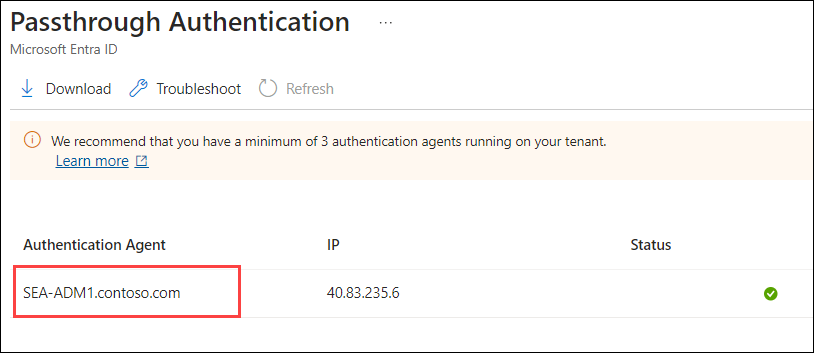 Passthrough Authentication ...
Microsoft Entra ID
Download Troubleshoot Refresh
We recommend that you have a minimum of 3 authentication agents running on your tenant.
Learn more
Authentication Agent IP Status
SEA-ADM1.contoso.com 40.83.235.6